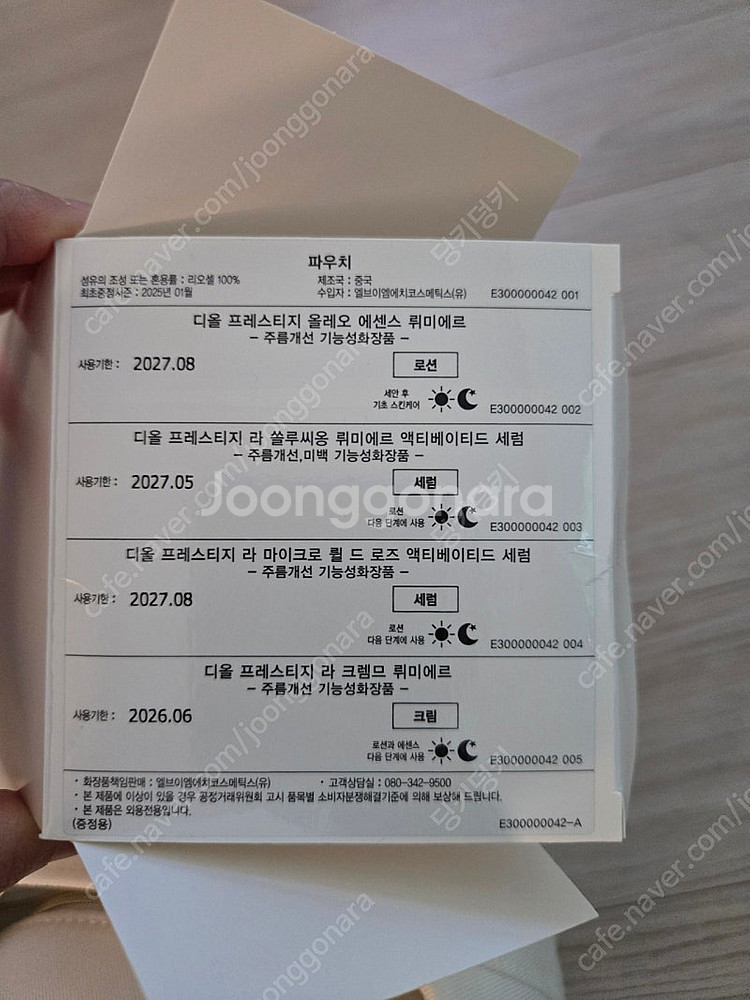 파우치
섬유의 조성 또는 혼용률 : 리오셀 100%
제조국 : 중국
최초증정시즌 : 2025년 01월
수입자 : 엘브이엠에치코스메틱스(유)
E300000042 001
디올 프레스티지 올레오 에센스 뤼미에르
– 주름개선 기능성화장품 –
사용기한 : 2027.08
로션
세안 후
기초 스킨케어
E300000042 002
디올 프레스티지 라 쏠루씨옹 뤼미에르 액티베이티드 세럼
– 주름개선,미백 기능성화장품 –
사용기한 : 2027.05
세럼
로션
다음 단계에 사용
E300000042 003
디올 프레스티지 라 마이크로 륄 드 로즈 액티베이티드 세럼
– 주름개선 기능성화장품 –
사용기한 : 2027.08
세럼
로션
다음 단계에 사용
E300000042 004
디올 프레스티지 라 크렘므 뤼미에르
– 주름개선 기능성화장품 –
사용기한 : 2026.06
크림
로션과 에센스
다음 단계에 사용
E300000042 005
· 화장품책임판매 : 엘브이엠에치코스메틱스(유) · 고객상담실 : 080-342-9500
· 본 제품에 이상이 있을 경우 공정거래위원회 고시 품목별 소비자분쟁해결기준에 의해 보상해 드립니다.
· 본 제품은 외용전용입니다.
(증정용)
E300000042-A
Joonggonara
cafe.naver.com/joonggonara
딩키덩키